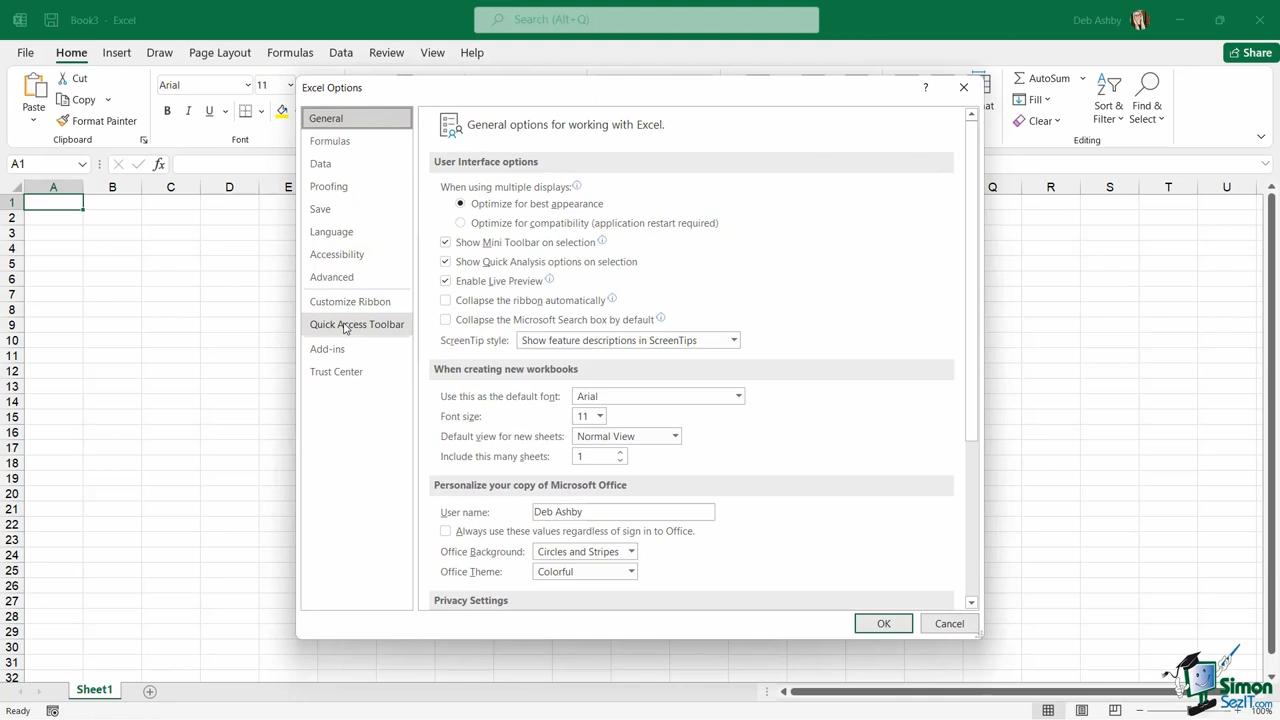 Book3 - Excel
Search (Alt+Q)
Deb Ashby
File Home Insert Draw Page Layout Formulas Data Review View Help
Share
Paste
Cut
Copy
Format Painter
Clipboard
Arial 11
B I U
Font
AutoSum
Fill
Clear
Sort & Filter
Find & Select
Editing
A1
fx
A B C D E Q R S T U
1
2
3
4
5
6
7
8
9
10
11
12
13
14
15
16
17
18
19
20
21
22
23
24
25
26
27
28
29
30
31
32
Excel Options
?
General
Formulas
Data
Proofing
Save
Language
Accessibility
Advanced
Customize Ribbon
Quick Access Toolbar
Add-ins
Trust Center
General options for working with Excel.
User Interface options
When using multiple displays:
Optimize for best appearance
Optimize for compatibility (application restart required)
Show Mini Toolbar on selection
Show Quick Analysis options on selection
Enable Live Preview
Collapse the ribbon automatically
Collapse the Microsoft Search box by default
ScreenTip style: Show feature descriptions in ScreenTips
When creating new workbooks
Use this as the default font: Arial
Font size: 11
Default view for new sheets: Normal View
Include this many sheets: 1
Personalize your copy of Microsoft Office
User name: Deb Ashby
Always use these values regardless of sign in to Office.
Office Background: Circles and Stripes
Office Theme: Colorful
Privacy Settings
OK Cancel
Sheet1
Ready
100%
Simon
SezIT.com